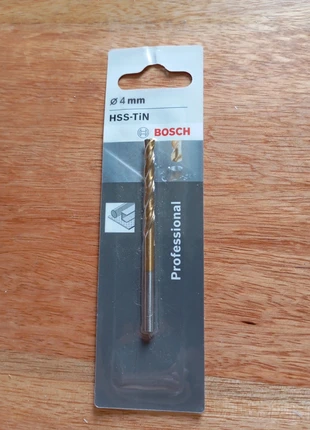 Ø 4 mm
HSS-TiN
BOSCH
Professional